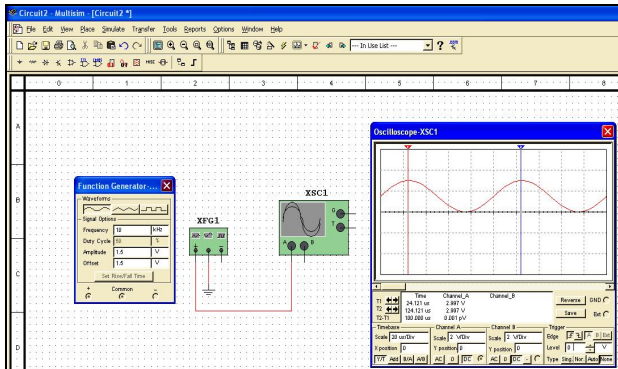 Circuit2 - Multisim - [Circuit2 *]
File Edit View Place Simulate Transfer Tools Reports Options Window Help
--- In Use List ---
?
MISC
0 1 2 3 4 5 6 7 8
A
B
C
D
Function Generator-...
Waveforms
Signal Options
Frequency 10 kHz
Duty Cycle 50 %
Amplitude 1.5 V
Offset 1.5 V
Set Rise/Fall Time
+ Common -
XFG1
XSC1
G
T
A B
Oscilloscope-XSC1
Time Channel_A Channel_B
T1 24.121 us 2.997 V
T2 124.121 us 2.997 V
T2-T1 100.000 us 0.001 pV
Reverse GND
Save Ext
Timebase Channel A Channel B Trigger
Scale 20 us/Div Scale 2 V/Div Scale 2 V/Div Edge A B Ext
X position 0 Y position 0 Y position 0 Level 0 V
Y/T Add B/A A/B AC 0 DC AC 0 DC - Type Sing. Nor. Auto None